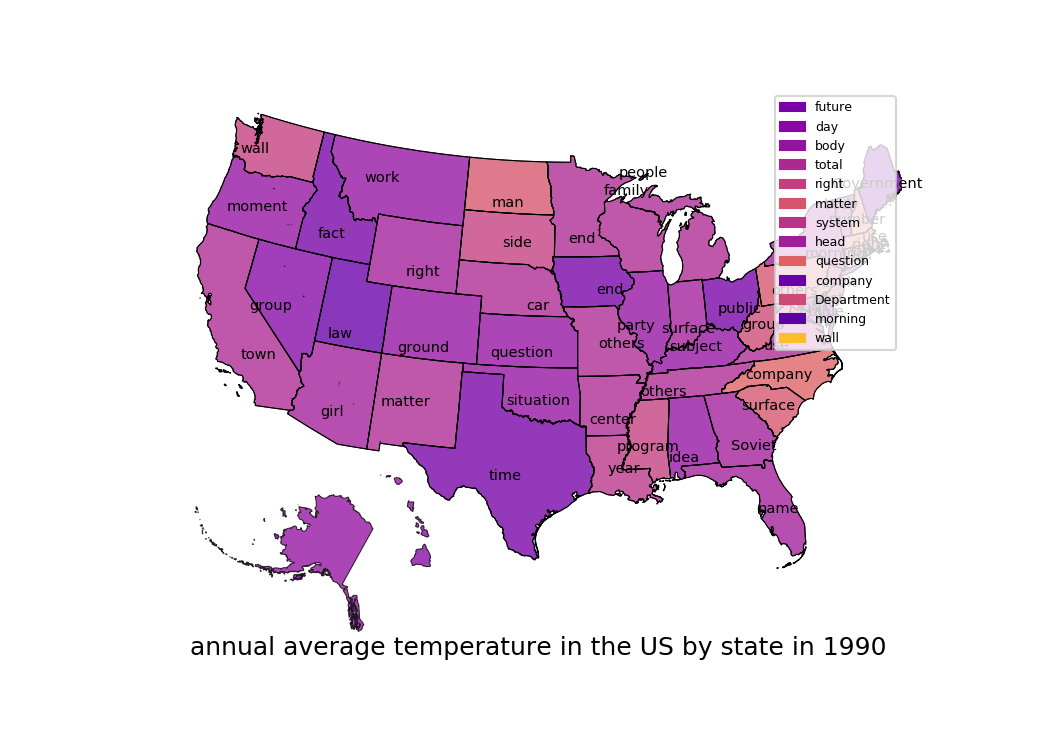 future
day
body
total
right
matter
system
head
question
company
Department
morning
wall
people
wall
work
family
man
moment
fact
side
end
right
end
group
car
public
party
surface
others
law
ground
question
subject
town
company
others
matter
situation
surface
girl
center
program
Soviet
idea
year
time
name
annual average temperature in the US by state in 1990